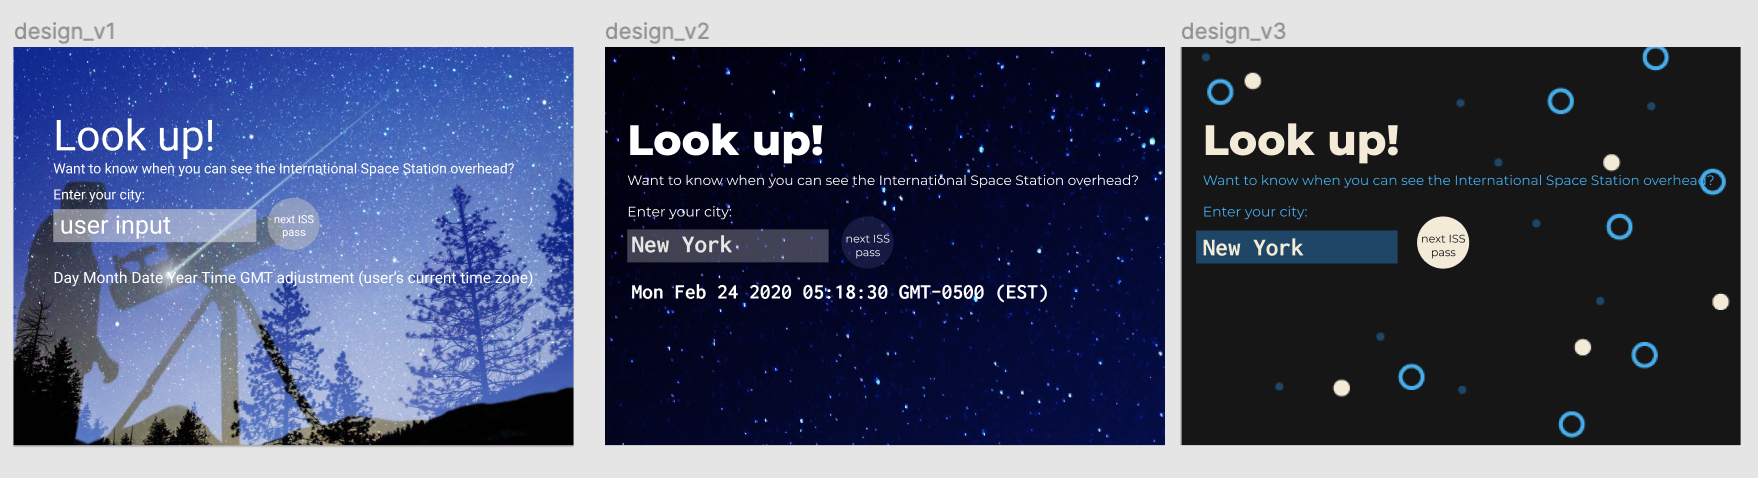 design_v1
Look up!
Want to know when you can see the International Space Station overhead?
Enter your city:
user input
next ISS
pass
Day Month Date Year Time GMT adjustment (user's current time zone)
design_v2
Look up!
Want to know when you can see the International Space Station overhead?
Enter your city:
New York
next ISS
pass
Mon Feb 24 2020 05:18:30 GMT-0500 (EST)
design_v3
Look up!
Want to know when you can see the International Space Station overhead?
Enter your city:
New York
next ISS
pass